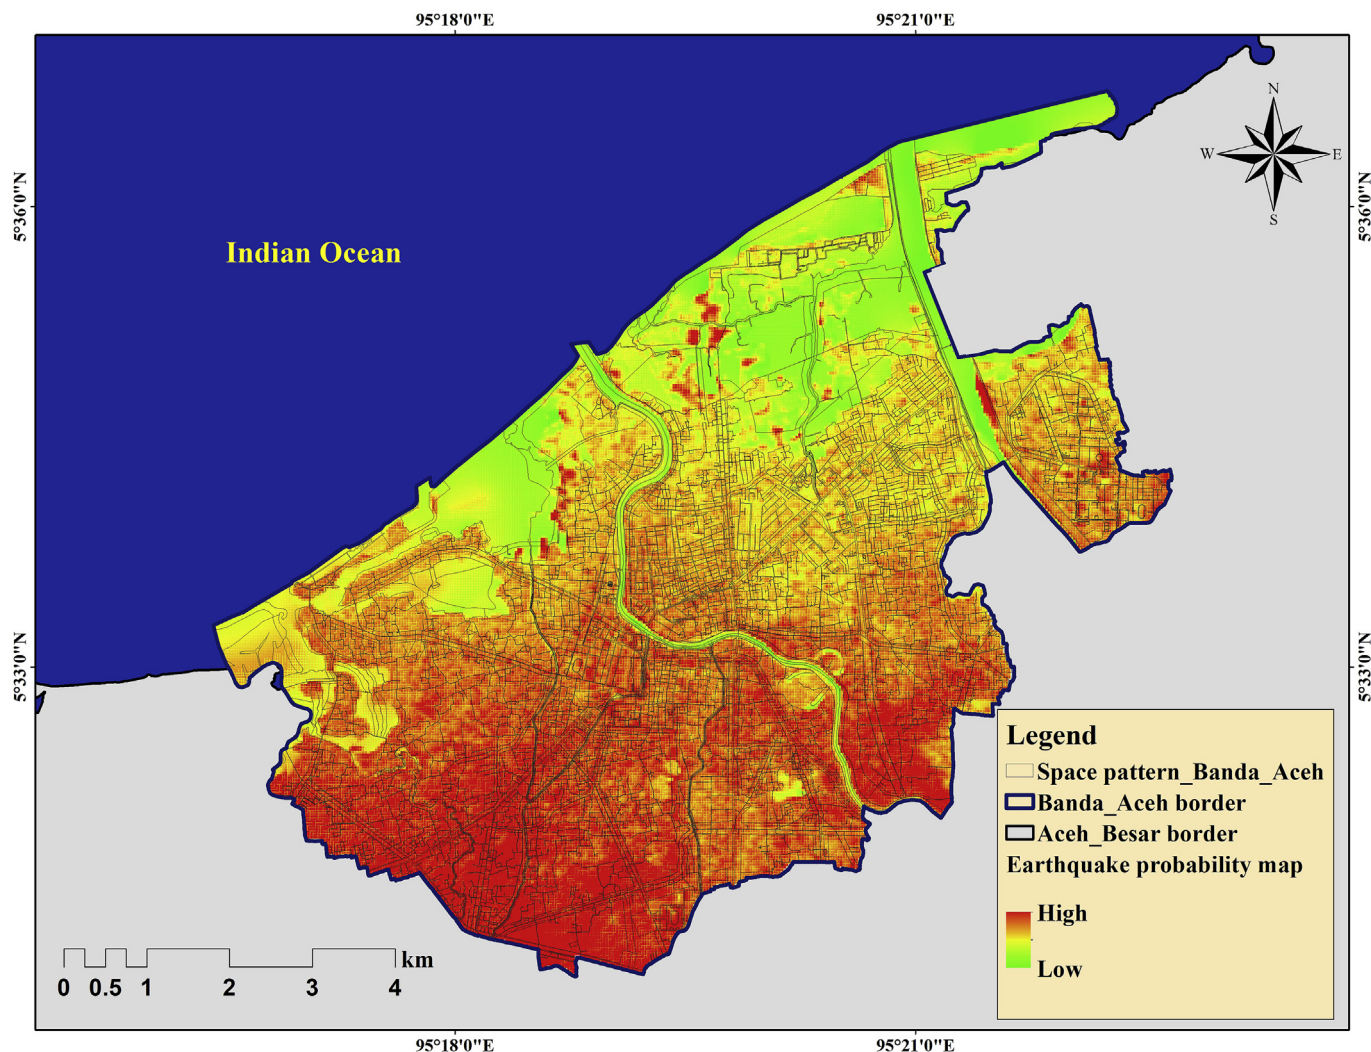 95°18'0"E
95°21'0"E
N
W
E
S
5°36'0"N
5°36'0"N
Indian Ocean
5°33'0"N
5°33'0"N
Legend
Space pattern_Banda_Aceh
Banda_Aceh border
Aceh_Besar border
Earthquake probability map
High
Low
km
0 0.5 1 2 3 4
95°18'0"E
95°21'0"E